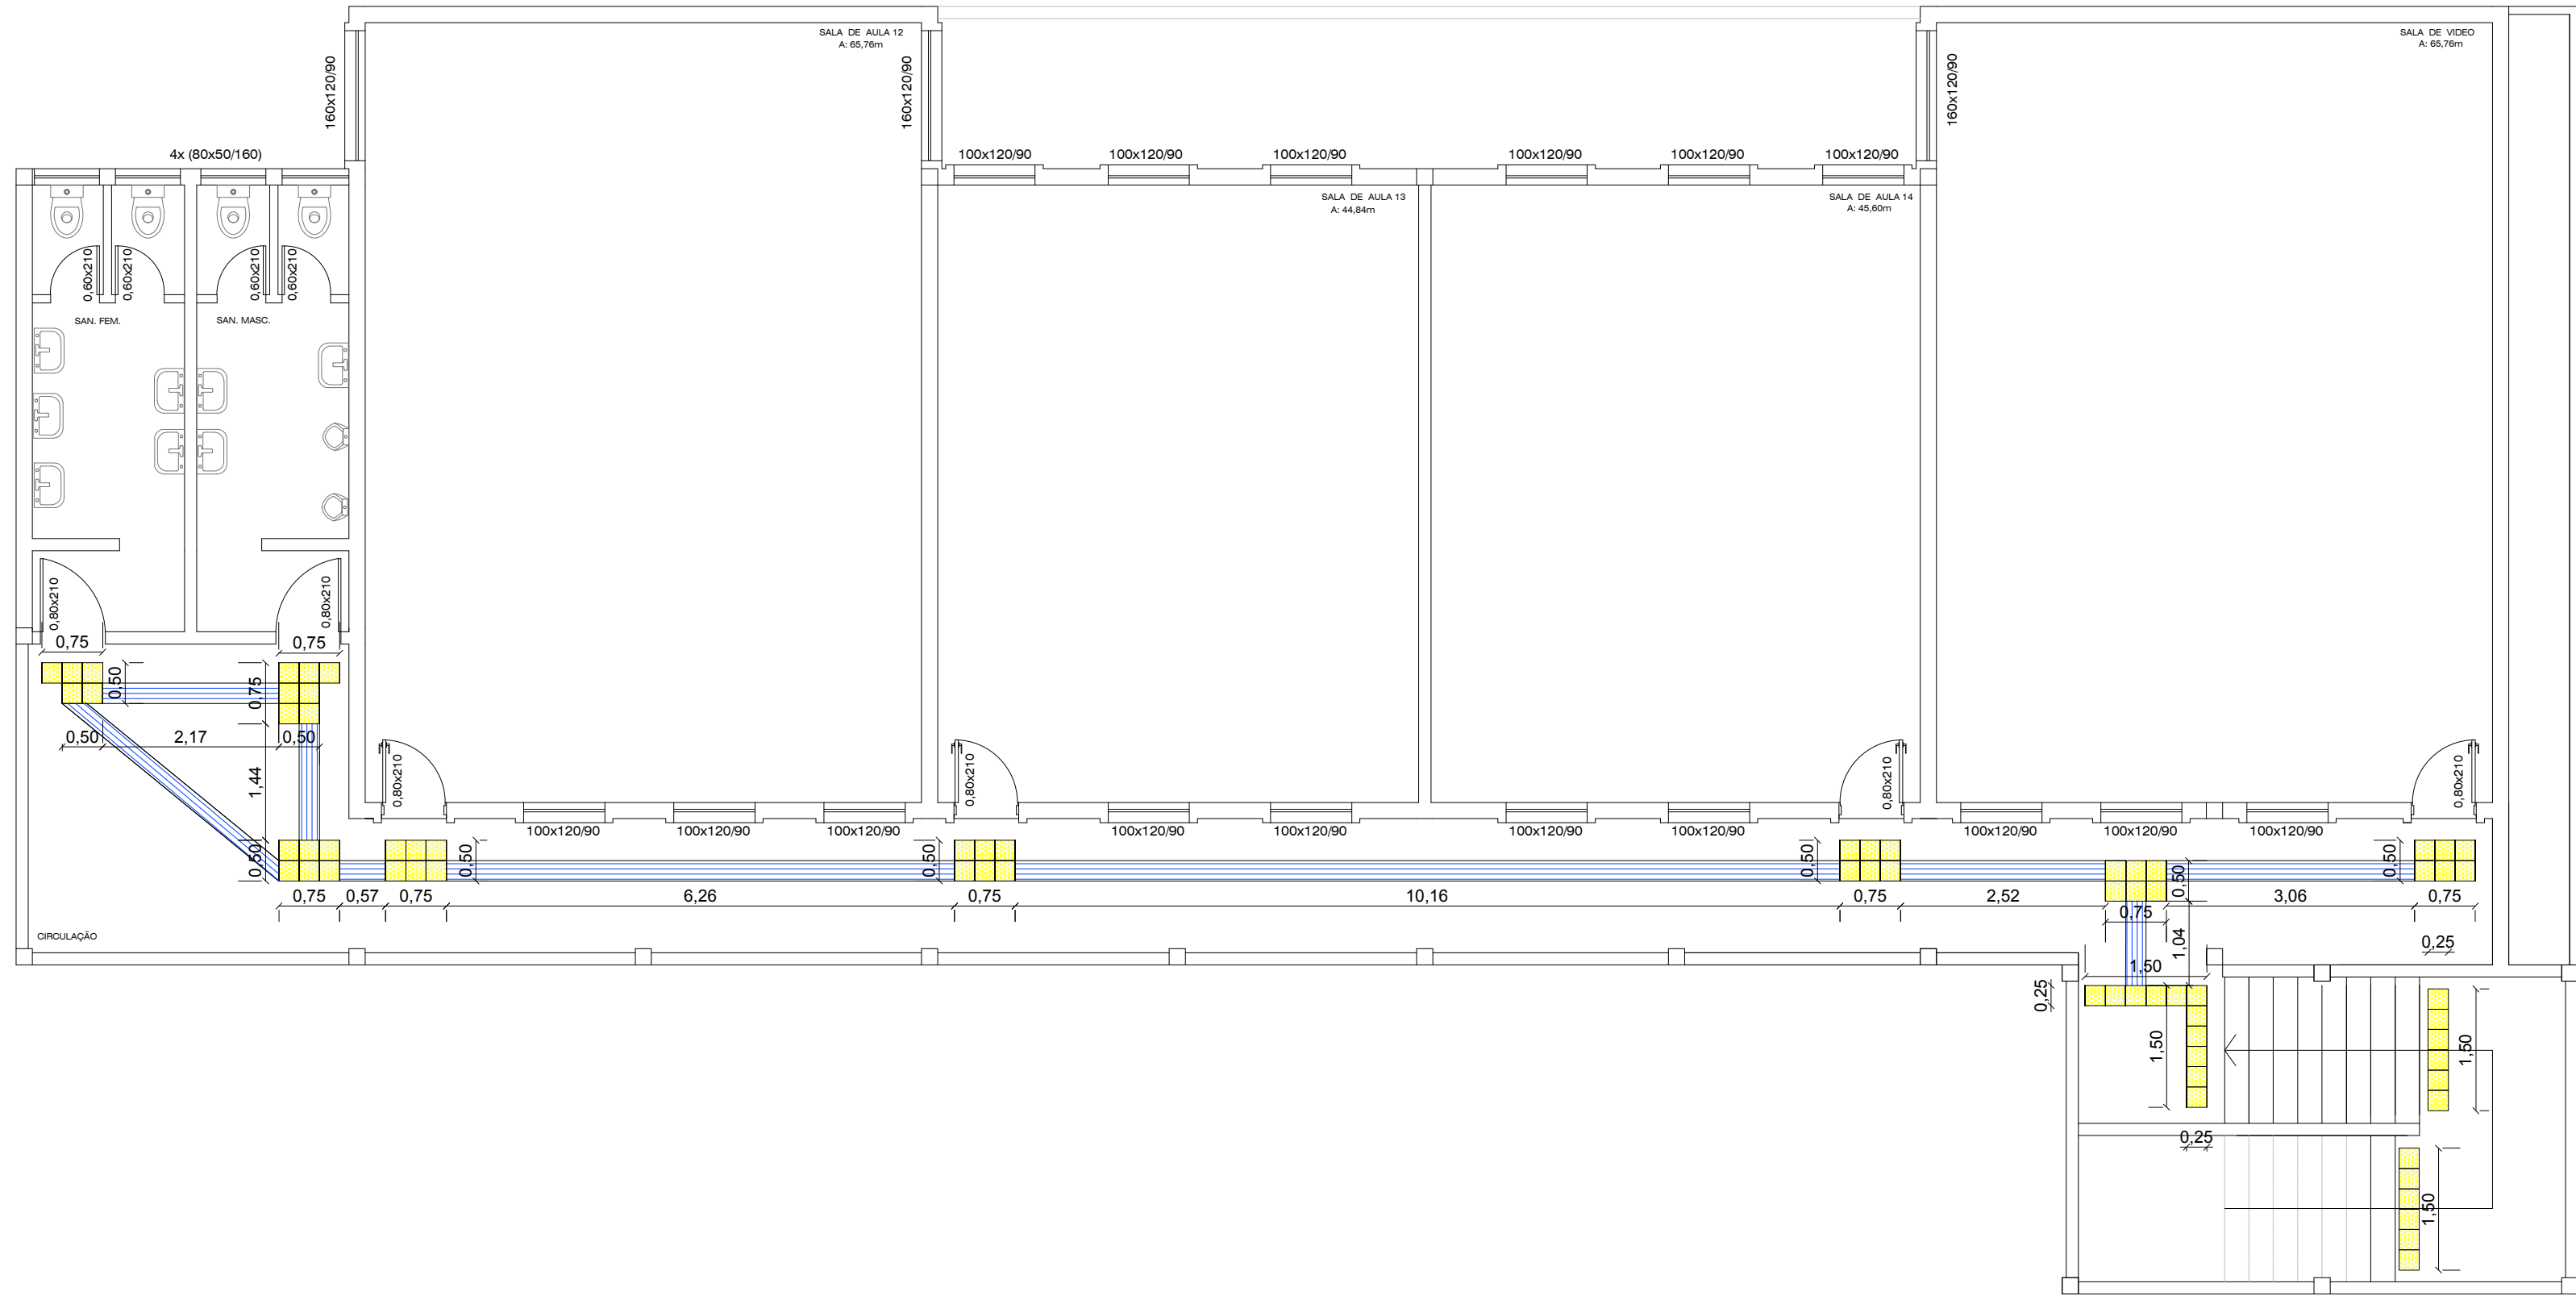 SALA DE AULA 12
A: 65,76m
SALA DE VIDEO
A: 65,76m
160x120/90
160x120/90
160x120/90
4x (80x50/160)
100x120/90
100x120/90
100x120/90
100x120/90
100x120/90
100x120/90
SALA DE AULA 13
A: 44,84m
SALA DE AULA 14
A: 45,60m
0,60x210
0,60x210
0,60x210
0,60x210
SAN. FEM.
SAN. MASC.
0,80x210
0,80x210
0,75
0,75
0,50
0,75
0,50
2,17
0,50
1,44
0,80x210
0,80x210
0,80x210
0,80x210
100x120/90
100x120/90
100x120/90
100x120/90
100x120/90
100x120/90
100x120/90
100x120/90
100x120/90
100x120/90
0,50
0,50
0,50
0,50
0,50
0,50
0,75
0,57
0,75
6,26
0,75
10,16
0,75
2,52
0,75
3,06
0,75
CIRCULAÇÃO
1,04
0,25
1,50
0,25
1,50
1,50
0,25
1,50